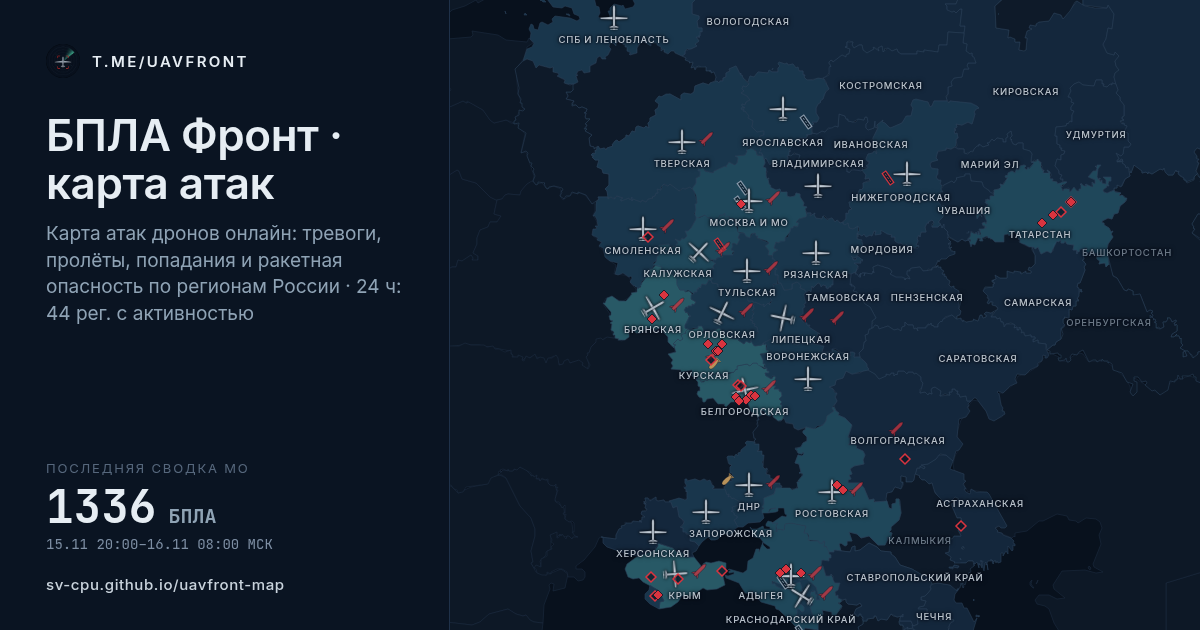 T.ME/UAVFRONT
БПЛА Фронт ·
карта атак
Карта атак дронов онлайн: тревоги,
пролёты, попадания и ракетная
опасность по регионам России · 24 ч:
44 рег. с активностью
ПОСЛЕДНЯЯ СВОДКА МО
1336 БПЛА
15.11 20:00–16.11 08:00 МСК
sv-cpu.github.io/uavfront-map
ВОЛОГОДСКАЯ
СПБ И ЛЕНОБЛАСТЬ
КОСТРОМСКАЯ
КИРОВСКАЯ
УДМУРТИЯ
ЯРОСЛАВСКАЯ
ИВАНОВСКАЯ
ТВЕРСКАЯ
ВЛАДИМИРСКАЯ
МАРИЙ ЭЛ
НИЖЕГОРОДСКАЯ
ЧУВАШИЯ
МОСКВА И МО
ТАТАРСТАН
СМОЛЕНСКАЯ
МОРДОВИЯ
БАШКОРТОСТАН
КАЛУЖСКАЯ
РЯЗАНСКАЯ
ТУЛЬСКАЯ
ТАМБОВСКАЯ
ПЕНЗЕНСКАЯ
САМАРСКАЯ
ОРЕНБУРГСКАЯ
БРЯНСКАЯ
ОРЛОВСКАЯ
ЛИПЕЦКАЯ
ВОРОНЕЖСКАЯ
САРАТОВСКАЯ
КУРСКАЯ
БЕЛГОРОДСКАЯ
ВОЛГОГРАДСКАЯ
ДНР
РОСТОВСКАЯ
АСТРАХАНСКАЯ
ЗАПОРОЖСКАЯ
КАЛМЫКИЯ
ХЕРСОНСКАЯ
СТАВРОПОЛЬСКИЙ КРАЙ
КРЫМ
АДЫГЕЯ
КРАСНОДАРСКИЙ КРАЙ
ЧЕЧНЯ